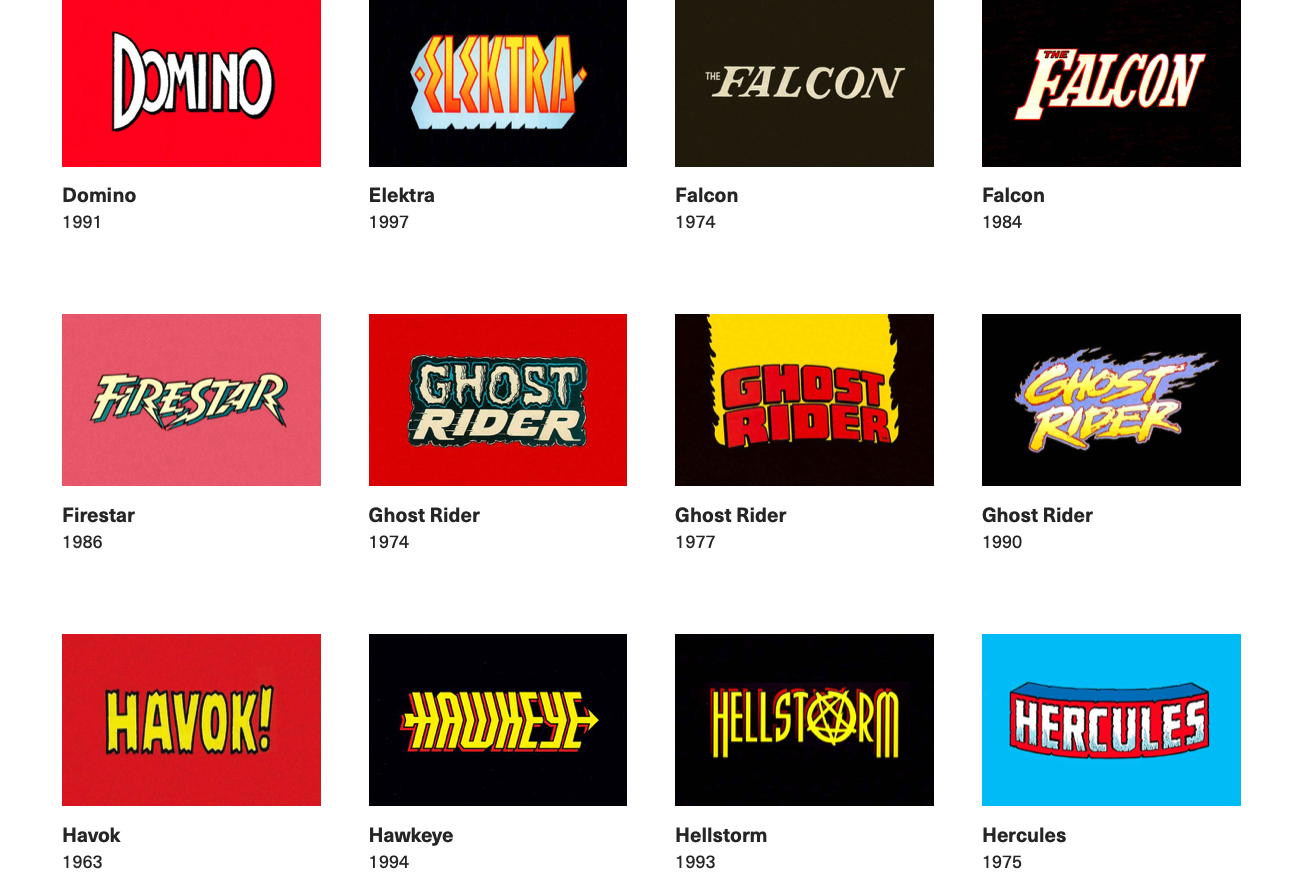 DOMINO
ELEKTRA
THE FALCON
THE FALCON
Domino
Elektra
Falcon
Falcon
1991
1997
1974
1984
FIRESTAR
GHOST
RIDER
GHOST
RIDER
GHOST
RIDER
Firestar
Ghost Rider
Ghost Rider
Ghost Rider
1986
1974
1977
1990
HAVOK!
HAWKEYE
HELLSTORM
HERCULES
Havok
Hawkeye
Hellstorm
Hercules
1963
1994
1993
1975